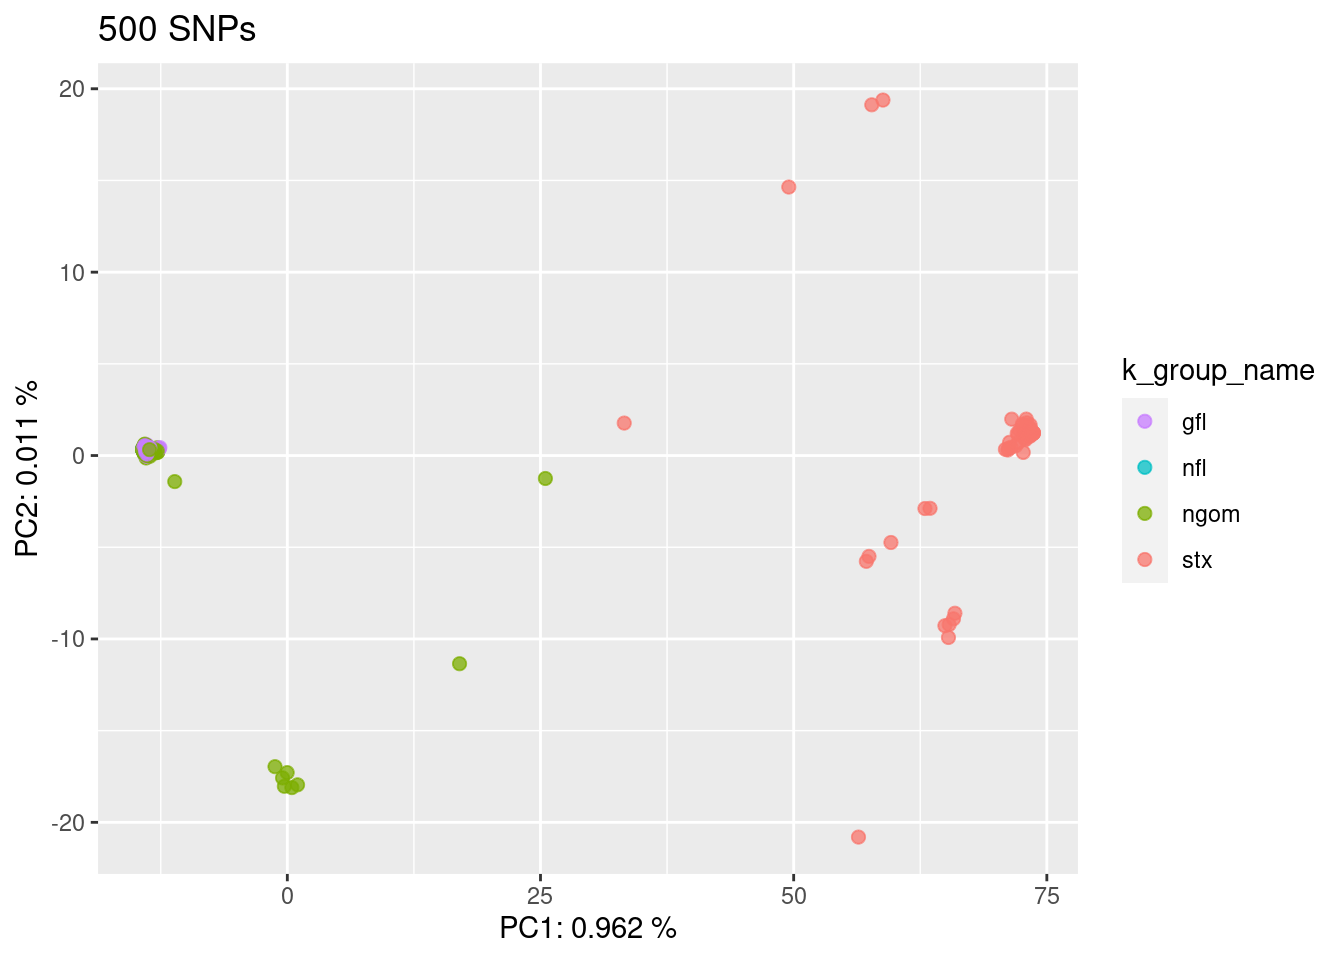 500 SNPs
20
10
0
-10
-20
PC2: 0.011 %
0
25
50
75
PC1: 0.962 %
k_group_name
gfl
nfl
ngom
stx